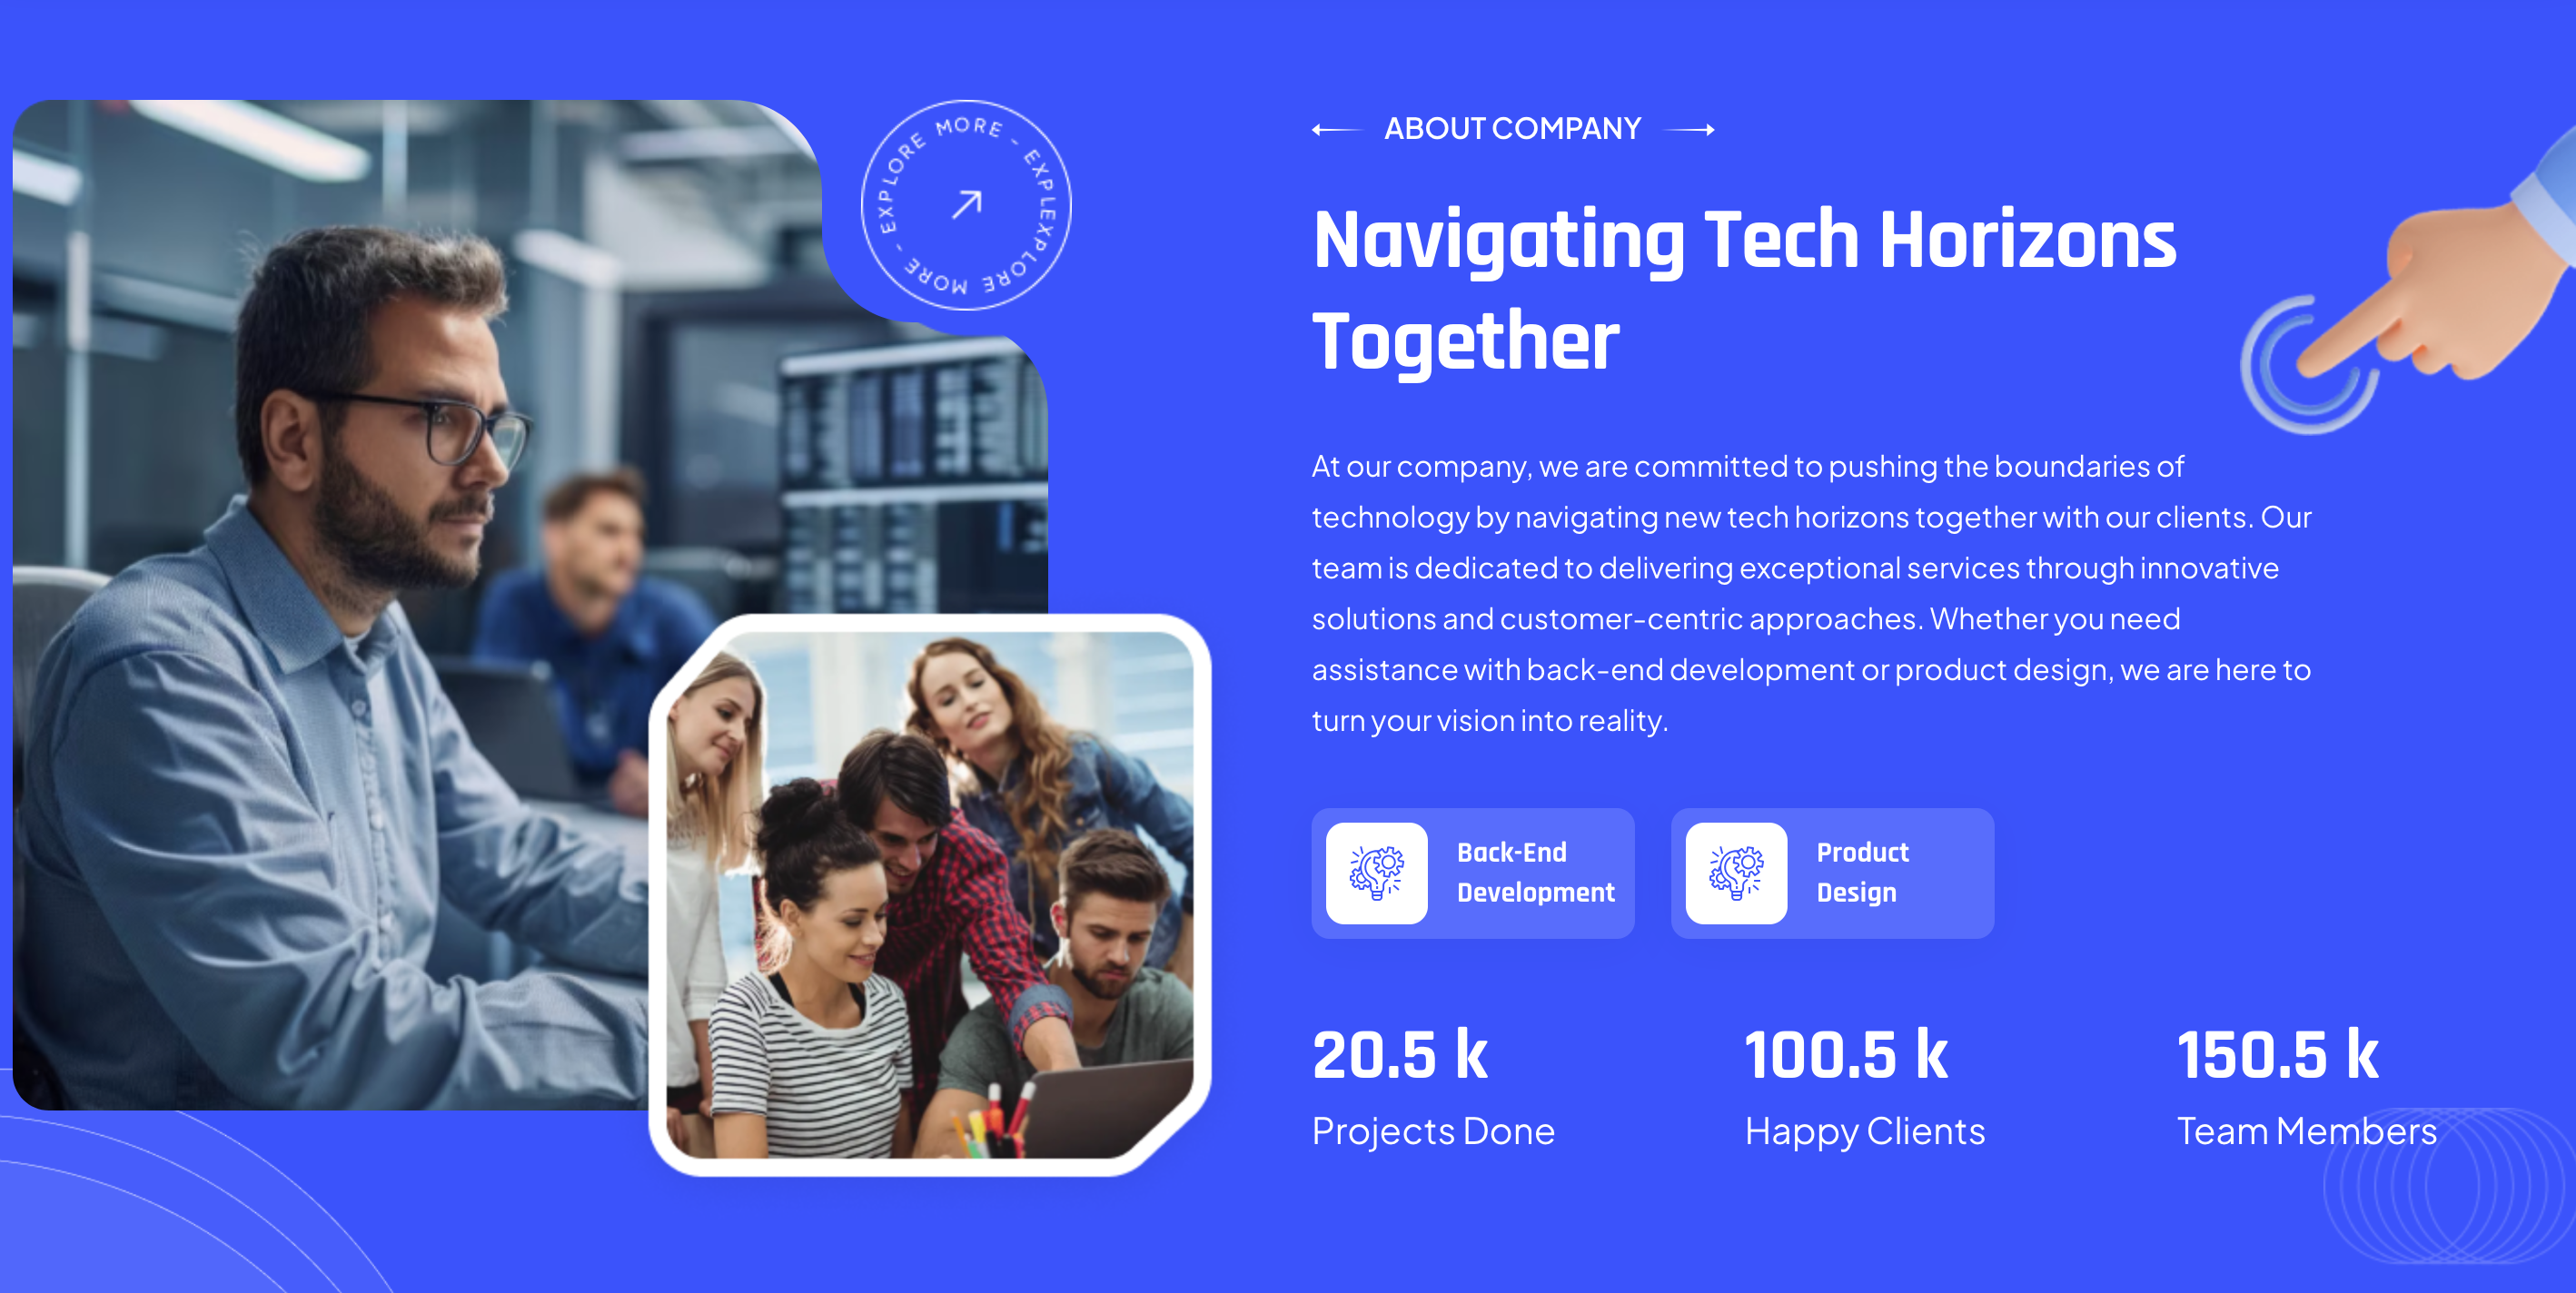 EXPLORE MORE - EXPLEXPLORE MORE -
ABOUT COMPANY
Navigating Tech Horizons
Together
At our company, we are committed to pushing the boundaries of
technology by navigating new tech horizons together with our clients. Our
team is dedicated to delivering exceptional services through innovative
solutions and customer-centric approaches. Whether you need
assistance with back-end development or product design, we are here to
turn your vision into reality.
Back-End
Development
Product
Design
20.5 k
100.5 k
150.5 k
Projects Done
Happy Clients
Team Members